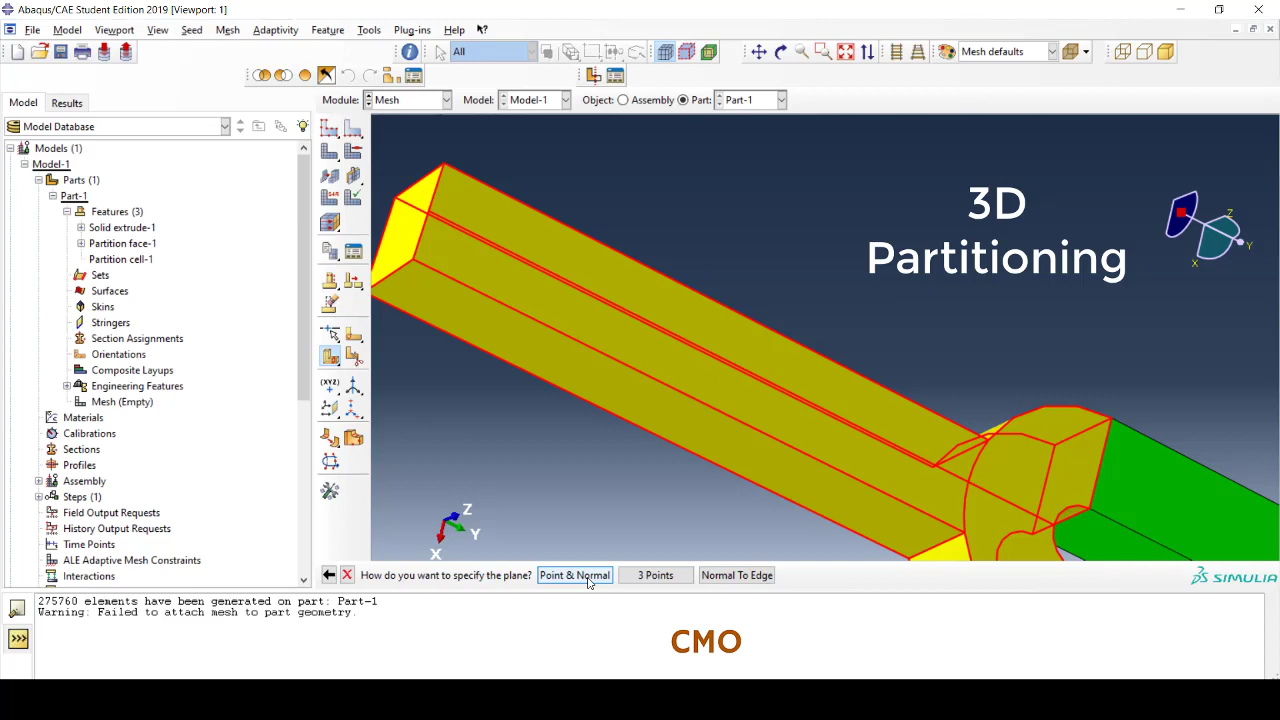 Abaqus/CAE Student Edition 2019 [Viewport: 1]
File Model Viewport View Seed Mesh Adaptivity Feature Tools Plug-ins Help
All
Mesh defaults
Module: Mesh Model: Model-1 Object: Assembly Part: Part-1
Model Results
Model Database
Models (1)
Model-1
Parts (1)
Part-1
Features (3)
Solid extrude-1
Partition face-1
Partition cell-1
Sets
Surfaces
Skins
Stringers
Section Assignments
Orientations
Composite Layups
Engineering Features
Mesh (Empty)
Materials
Calibrations
Sections
Profiles
Assembly
Steps (1)
Field Output Requests
History Output Requests
Time Points
ALE Adaptive Mesh Constraints
Interactions
(XYZ)
3D
Partitioning
Z
Y
X
Z
Y
X
How do you want to specify the plane? Point & Normal 3 Points Normal To Edge
SIMULIA
275760 elements have been generated on part: Part-1
Warning: Failed to attach mesh to part geometry.
>>>
CMO